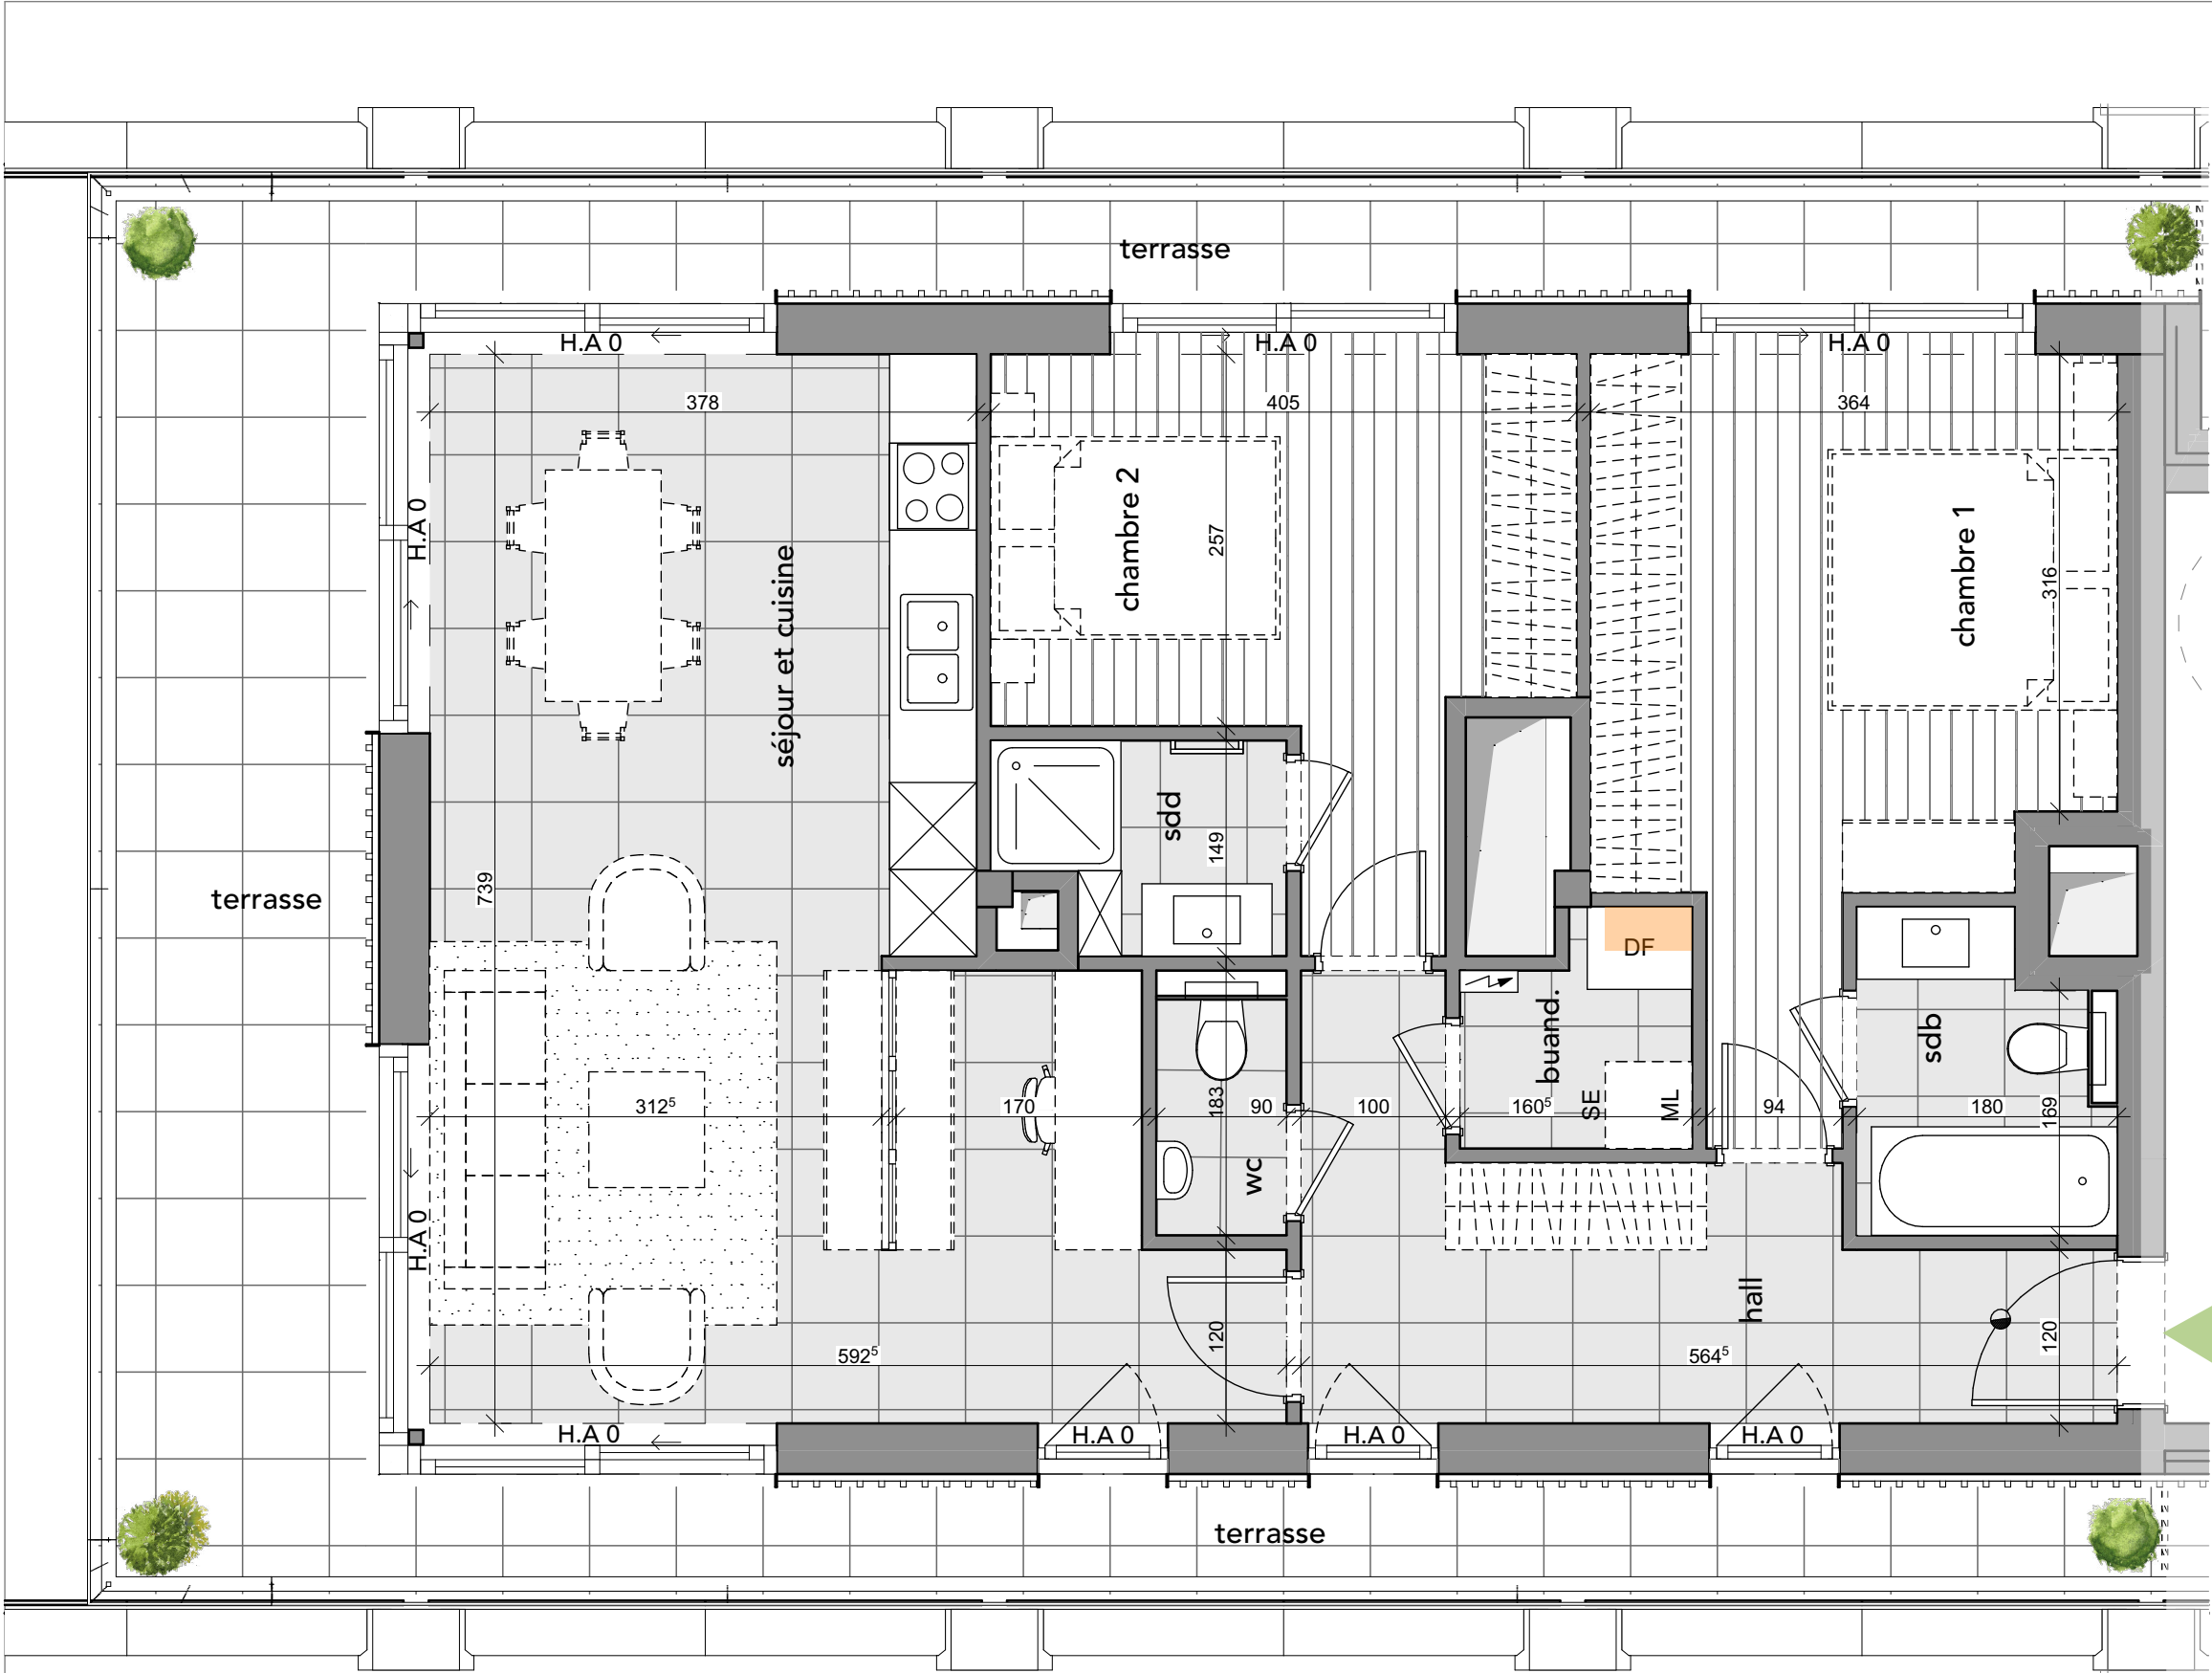 terrasse
H.A 0
H.A 0
H.A 0
378
405
364
H.A 0
chambre 2
257
chambre 1
316
séjour et cuisine
sdd
149
terrasse
739
DF
buand.
sdb
312⁵
170
183
90
100
160⁵
SE
ML
94
180
169
wc
H.A 0
hall
592⁵
120
564⁵
120
H.A 0
H.A 0
H.A 0
H.A 0
terrasse